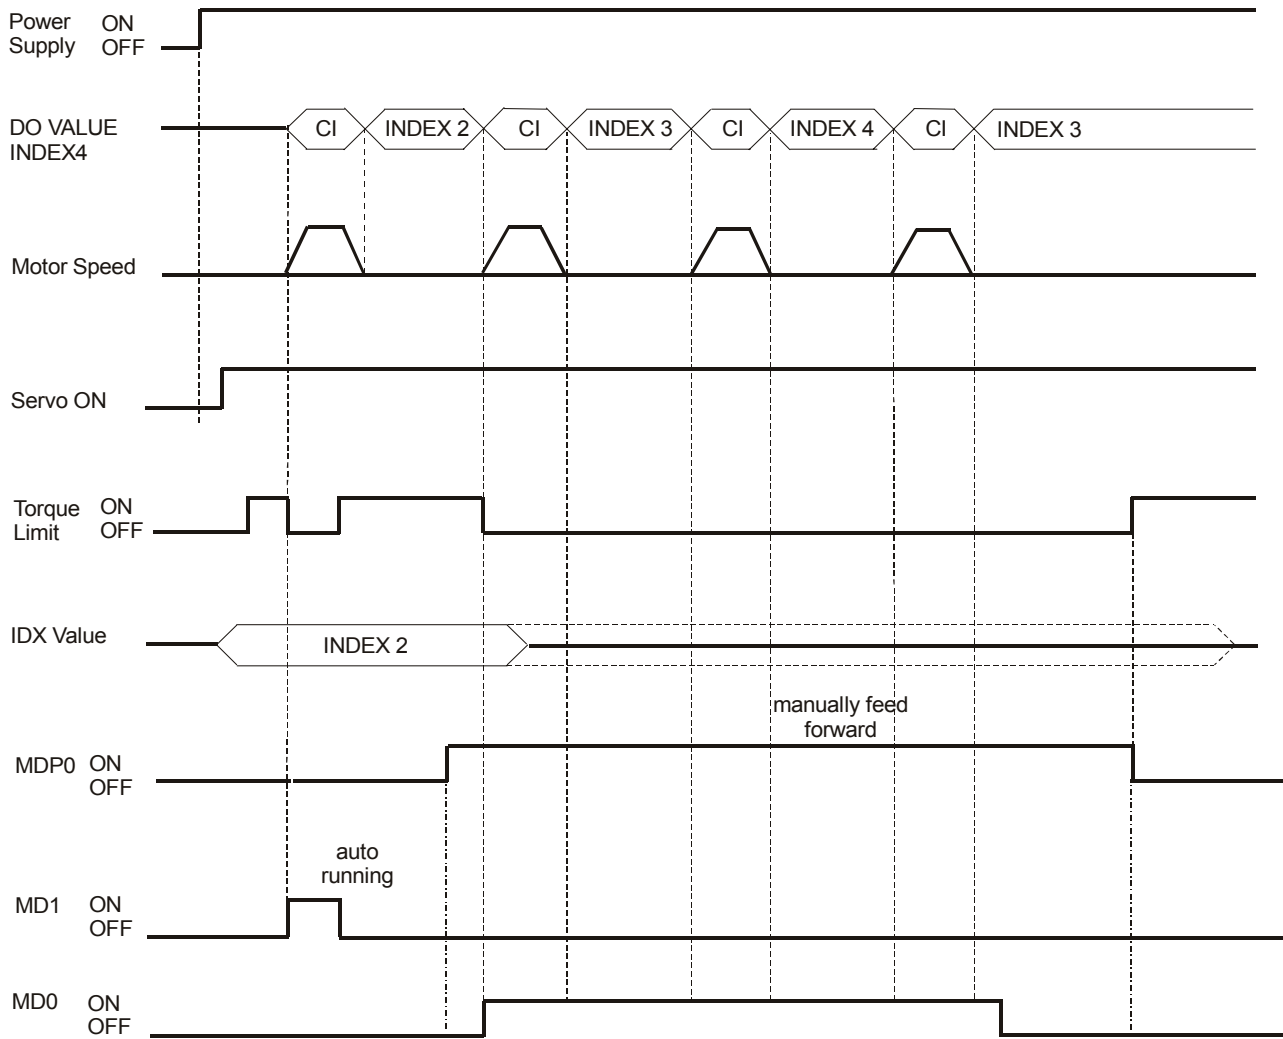 Power ON
Supply OFF
DO VALUE CI INDEX 2 CI INDEX 3 CI INDEX 4 CI INDEX 3
INDEX4
Motor Speed
Servo ON
Torque ON
Limit OFF
IDX Value INDEX 2
manually feed
forward
MDP0 ON
OFF
auto
running
MD1 ON
OFF
MD0 ON
OFF